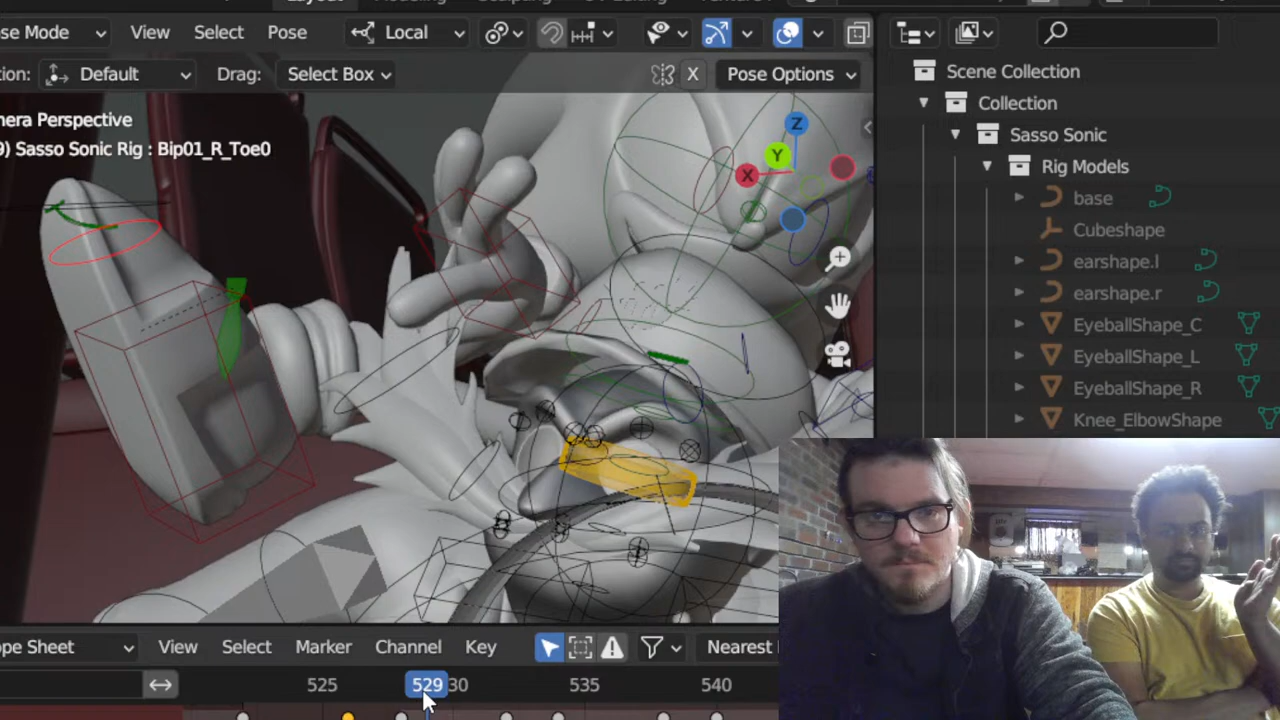 se Mode View Select Pose Local
ion: Default Drag: Select Box X Pose Options
nera Perspective
9) Sasso Sonic Rig : Bip01_R_Toe0
Z
Y
X
Scene Collection
Collection
Sasso Sonic
Rig Models
base
Cubeshape
earshape.l
earshape.r
EyeballShape_C
EyeballShape_L
EyeballShape_R
Knee_ElbowShape
ope Sheet View Select Marker Channel Key Nearest
525 529 30 535 540